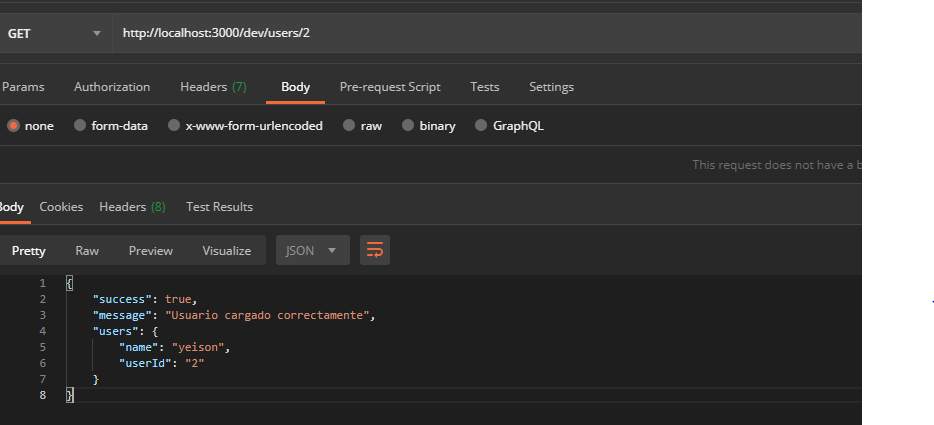 GET http://localhost:3000/dev/users/2
Params Authorization Headers (7) Body Pre-request Script Tests Settings
none form-data x-www-form-urlencoded raw binary GraphQL
This request does not have a b
Body Cookies Headers (8) Test Results
Pretty Raw Preview Visualize JSON
1 {
2 "success": true,
3 "message": "Usuario cargado correctamente",
4 "users": {
5 "name": "yeison",
6 "userId": "2"
7 }
8 }